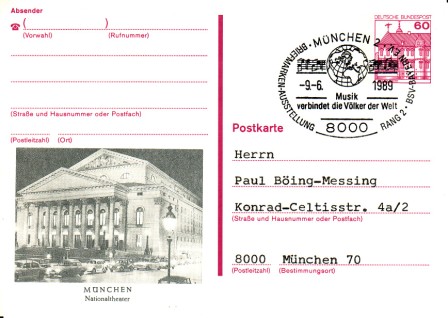 Absender
( )
(Vorwahl) (Rufnummer)
(Straße und Hausnummer oder Postfach)
(Postleitzahl) (Ort)
MÜNCHEN
Nationaltheater
DEUTSCHE BUNDESPOST
60
MÜNCHEN 2
BRIEFMARKEN-AUSSTELLUNG RANG 2 · BSV-BAYERN EV
-9.-6. 1989
Musik
verbindet die Völker der Welt
8000
Postkarte
Herrn
Paul Böing-Messing
Konrad-Celtisstr. 4a/2
(Straße und Hausnummer oder Postfach)
8000 München 70
(Postleitzahl) (Bestimmungsort)